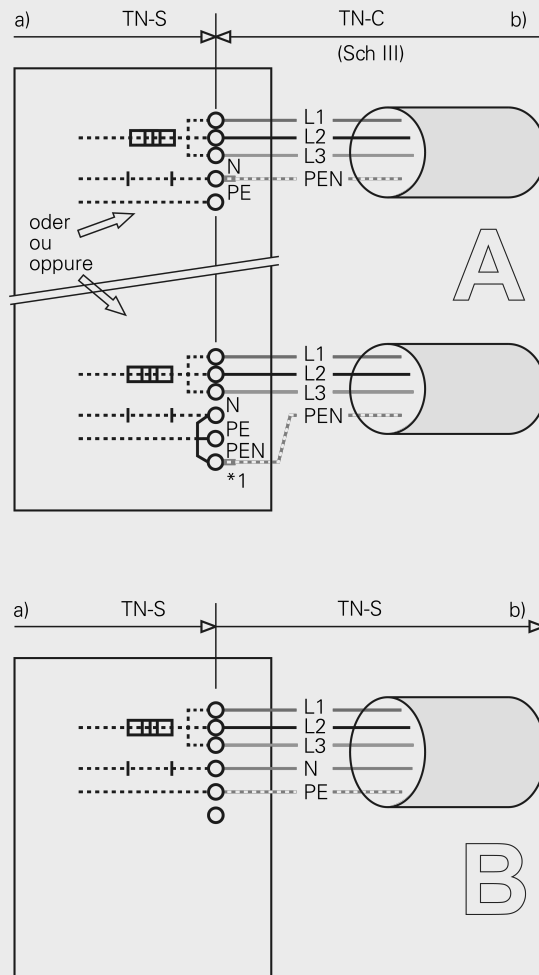 a) TN-S TN-C b)
(Sch III)
L1
L2
L3
N
PEN
PE
oder
ou
oppure
A
L1
L2
L3
N
PEN
PE
PEN
*1
a) TN-S TN-S b)
L1
L2
L3
N
PE
B